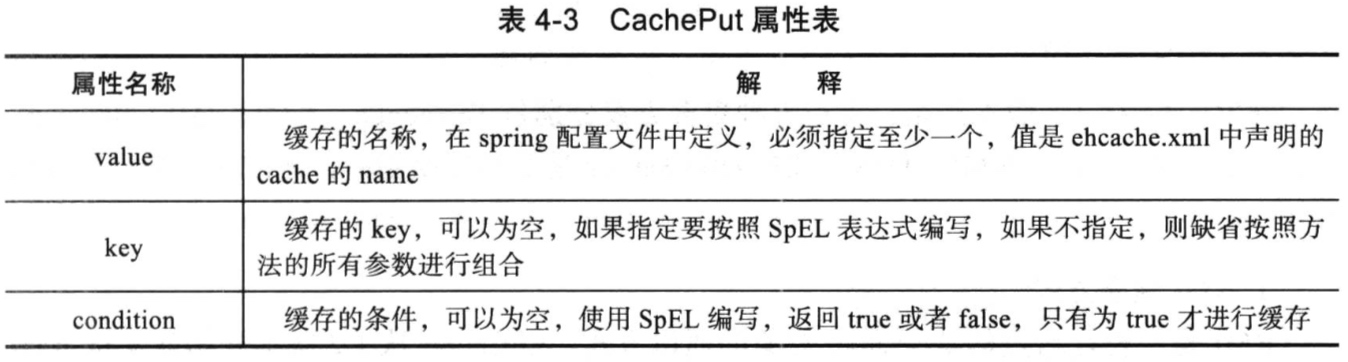 表 4-3 CachePut 属性表
属性名称 解 释
value 缓存的名称，在 spring 配置文件中定义，必须指定至少一个，值是 ehcache.xml 中声明的
cache 的 name
key 缓存的 key，可以为空，如果指定要按照 SpEL 表达式编写，如果不指定，则缺省按照方
法的所有参数进行组合
condition 缓存的条件，可以为空，使用 SpEL 编写，返回 true 或者 false，只有为 true 才进行缓存